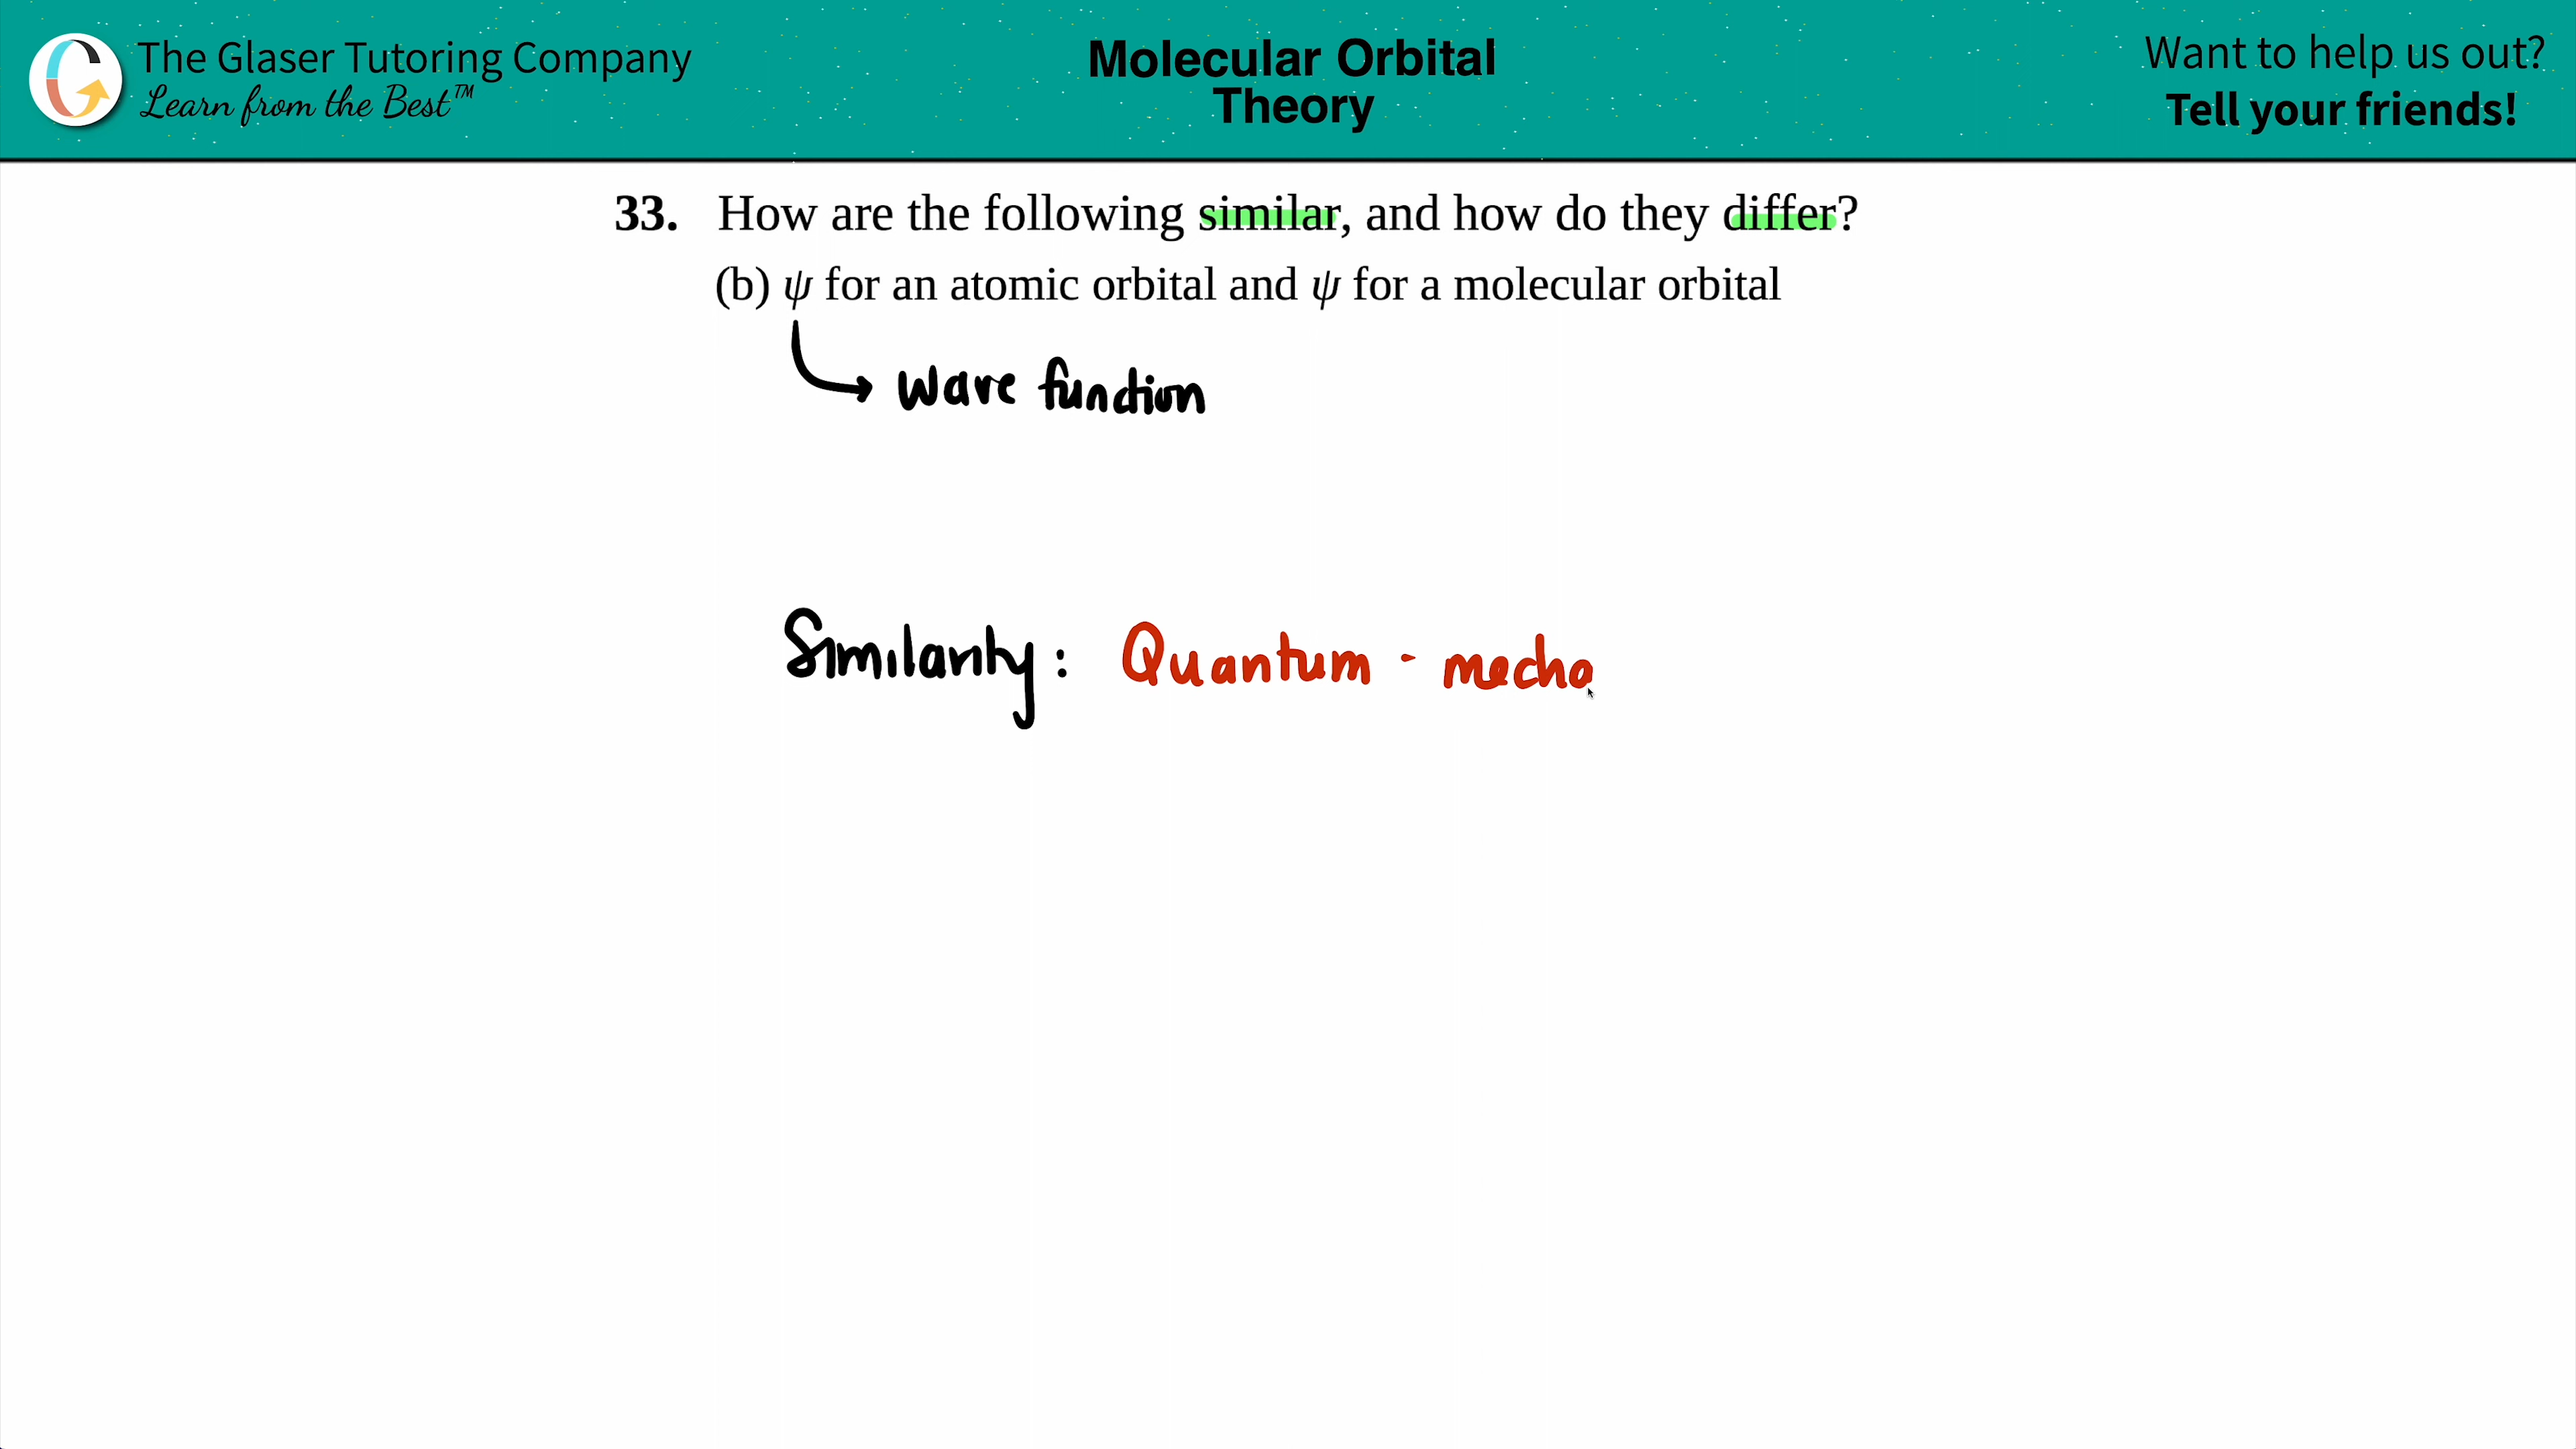 The Glaser Tutoring Company
Learn from the Best™
Molecular Orbital
Theory
Want to help us out?
Tell your friends!
33. How are the following similar, and how do they differ?
(b) ψ for an atomic orbital and ψ for a molecular orbital
wave function
Similarity: Quantum - mecha